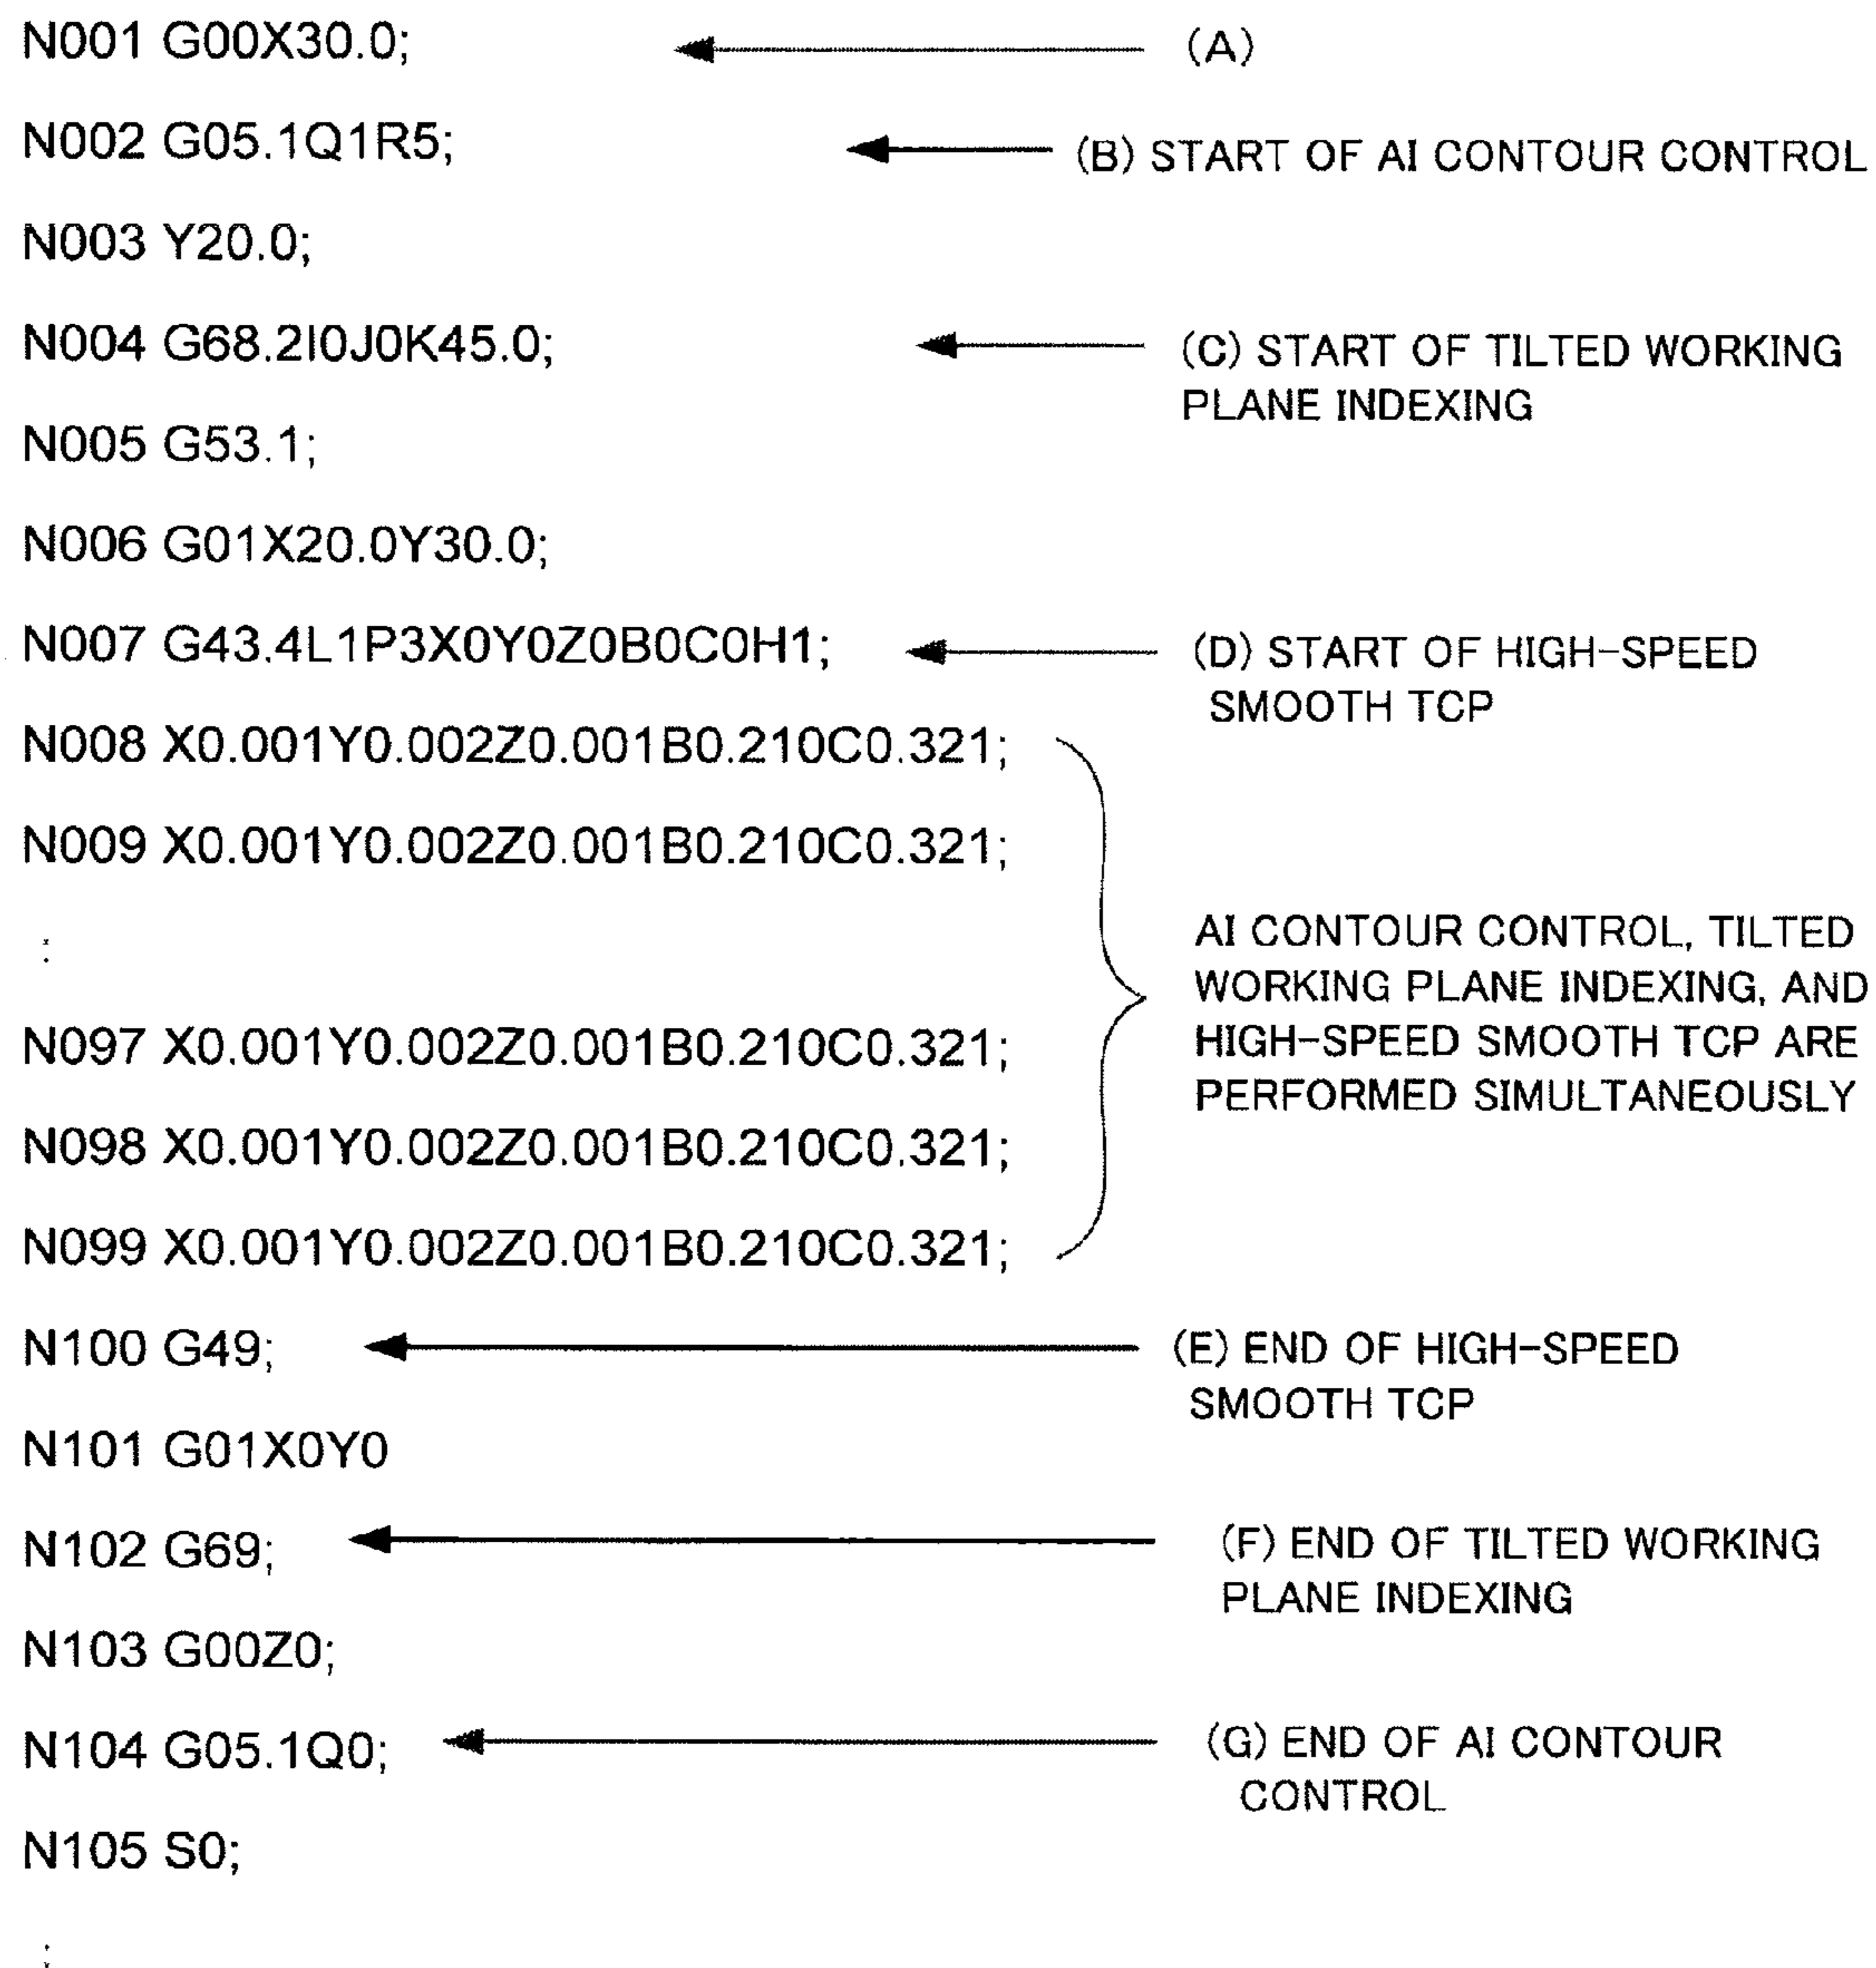 N001 G00X30.0; (A)
N002 G05.1Q1R5; (B) START OF AI CONTOUR CONTROL
N003 Y20.0;
N004 G68.2I0J0K45.0; (C) START OF TILTED WORKING
PLANE INDEXING
N005 G53.1;
N006 G01X20.0Y30.0;
N007 G43.4L1P3X0Y0Z0B0C0H1; (D) START OF HIGH-SPEED
SMOOTH TCP
N008 X0.001Y0.002Z0.001B0.210C0.321;
N009 X0.001Y0.002Z0.001B0.210C0.321;
:
AI CONTOUR CONTROL, TILTED
WORKING PLANE INDEXING, AND
HIGH-SPEED SMOOTH TCP ARE
PERFORMED SIMULTANEOUSLY
N097 X0.001Y0.002Z0.001B0.210C0.321;
N098 X0.001Y0.002Z0.001B0.210C0.321;
N099 X0.001Y0.002Z0.001B0.210C0.321;
N100 G49; (E) END OF HIGH-SPEED
SMOOTH TCP
N101 G01X0Y0
N102 G69; (F) END OF TILTED WORKING
PLANE INDEXING
N103 G00Z0;
N104 G05.1Q0; (G) END OF AI CONTOUR
CONTROL
N105 S0;
: